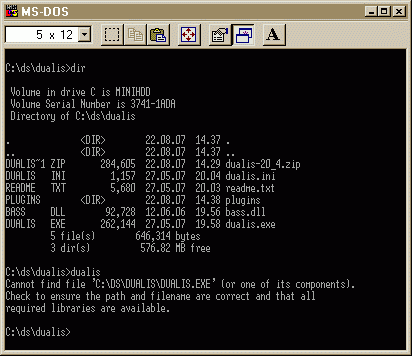 MS-DOS
5 x 12
A
C:\ds\dualis>dir
Volume in drive C is MINIHDD
Volume Serial Number is 3741-1ADA
Directory of C:\ds\dualis
. <DIR> 22.08.07 14.37 .
.. <DIR> 22.08.07 14.37 ..
DUALIS~1 ZIP 284,605 22.08.07 14.29 dualis-20_4.zip
DUALIS INI 1,157 27.05.07 20.04 dualis.ini
README TXT 5,680 27.05.07 20.03 readme.txt
PLUGINS <DIR> 22.08.07 14.38 plugins
BASS DLL 92,728 12.06.06 19.56 bass.dll
DUALIS EXE 262,144 27.05.07 19.58 dualis.exe
5 file(s) 646,314 bytes
3 dir(s) 576.82 MB free
C:\ds\dualis>dualis
Cannot find file 'C:\DS\DUALIS\DUALIS.EXE' (or one of its components).
Check to ensure the path and filename are correct and that all
required libraries are available.
C:\ds\dualis>